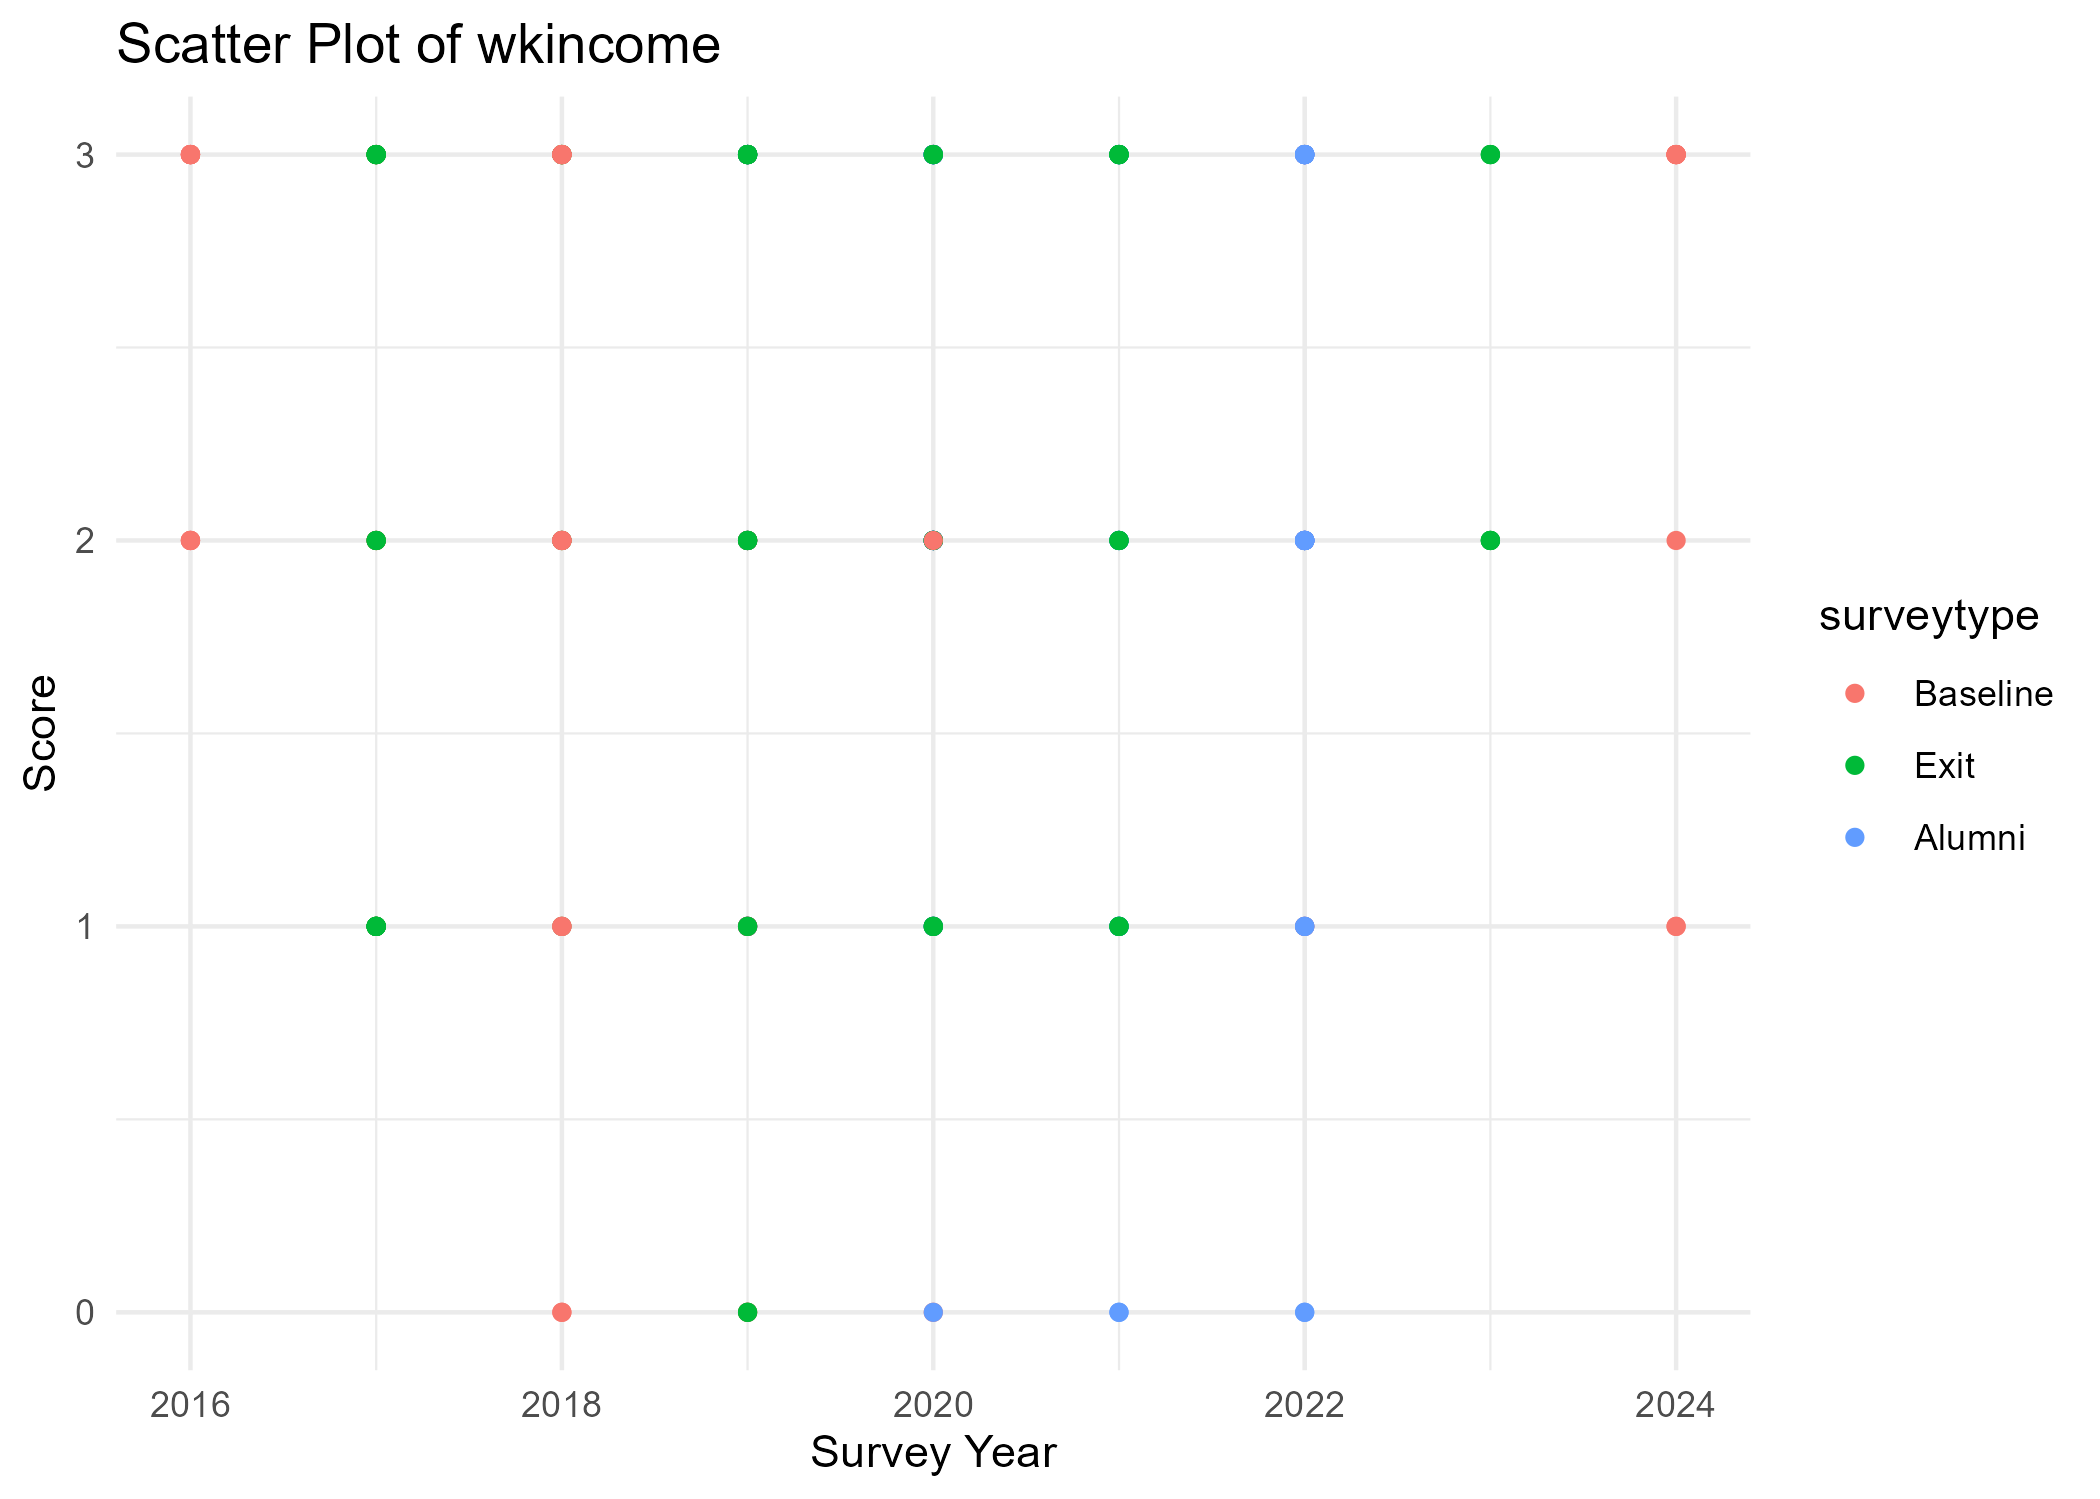 Scatter Plot of wkincome
3
2
1
0
Score
2016 2018 2020 2022 2024
Survey Year
surveytype
Baseline
Exit
Alumni